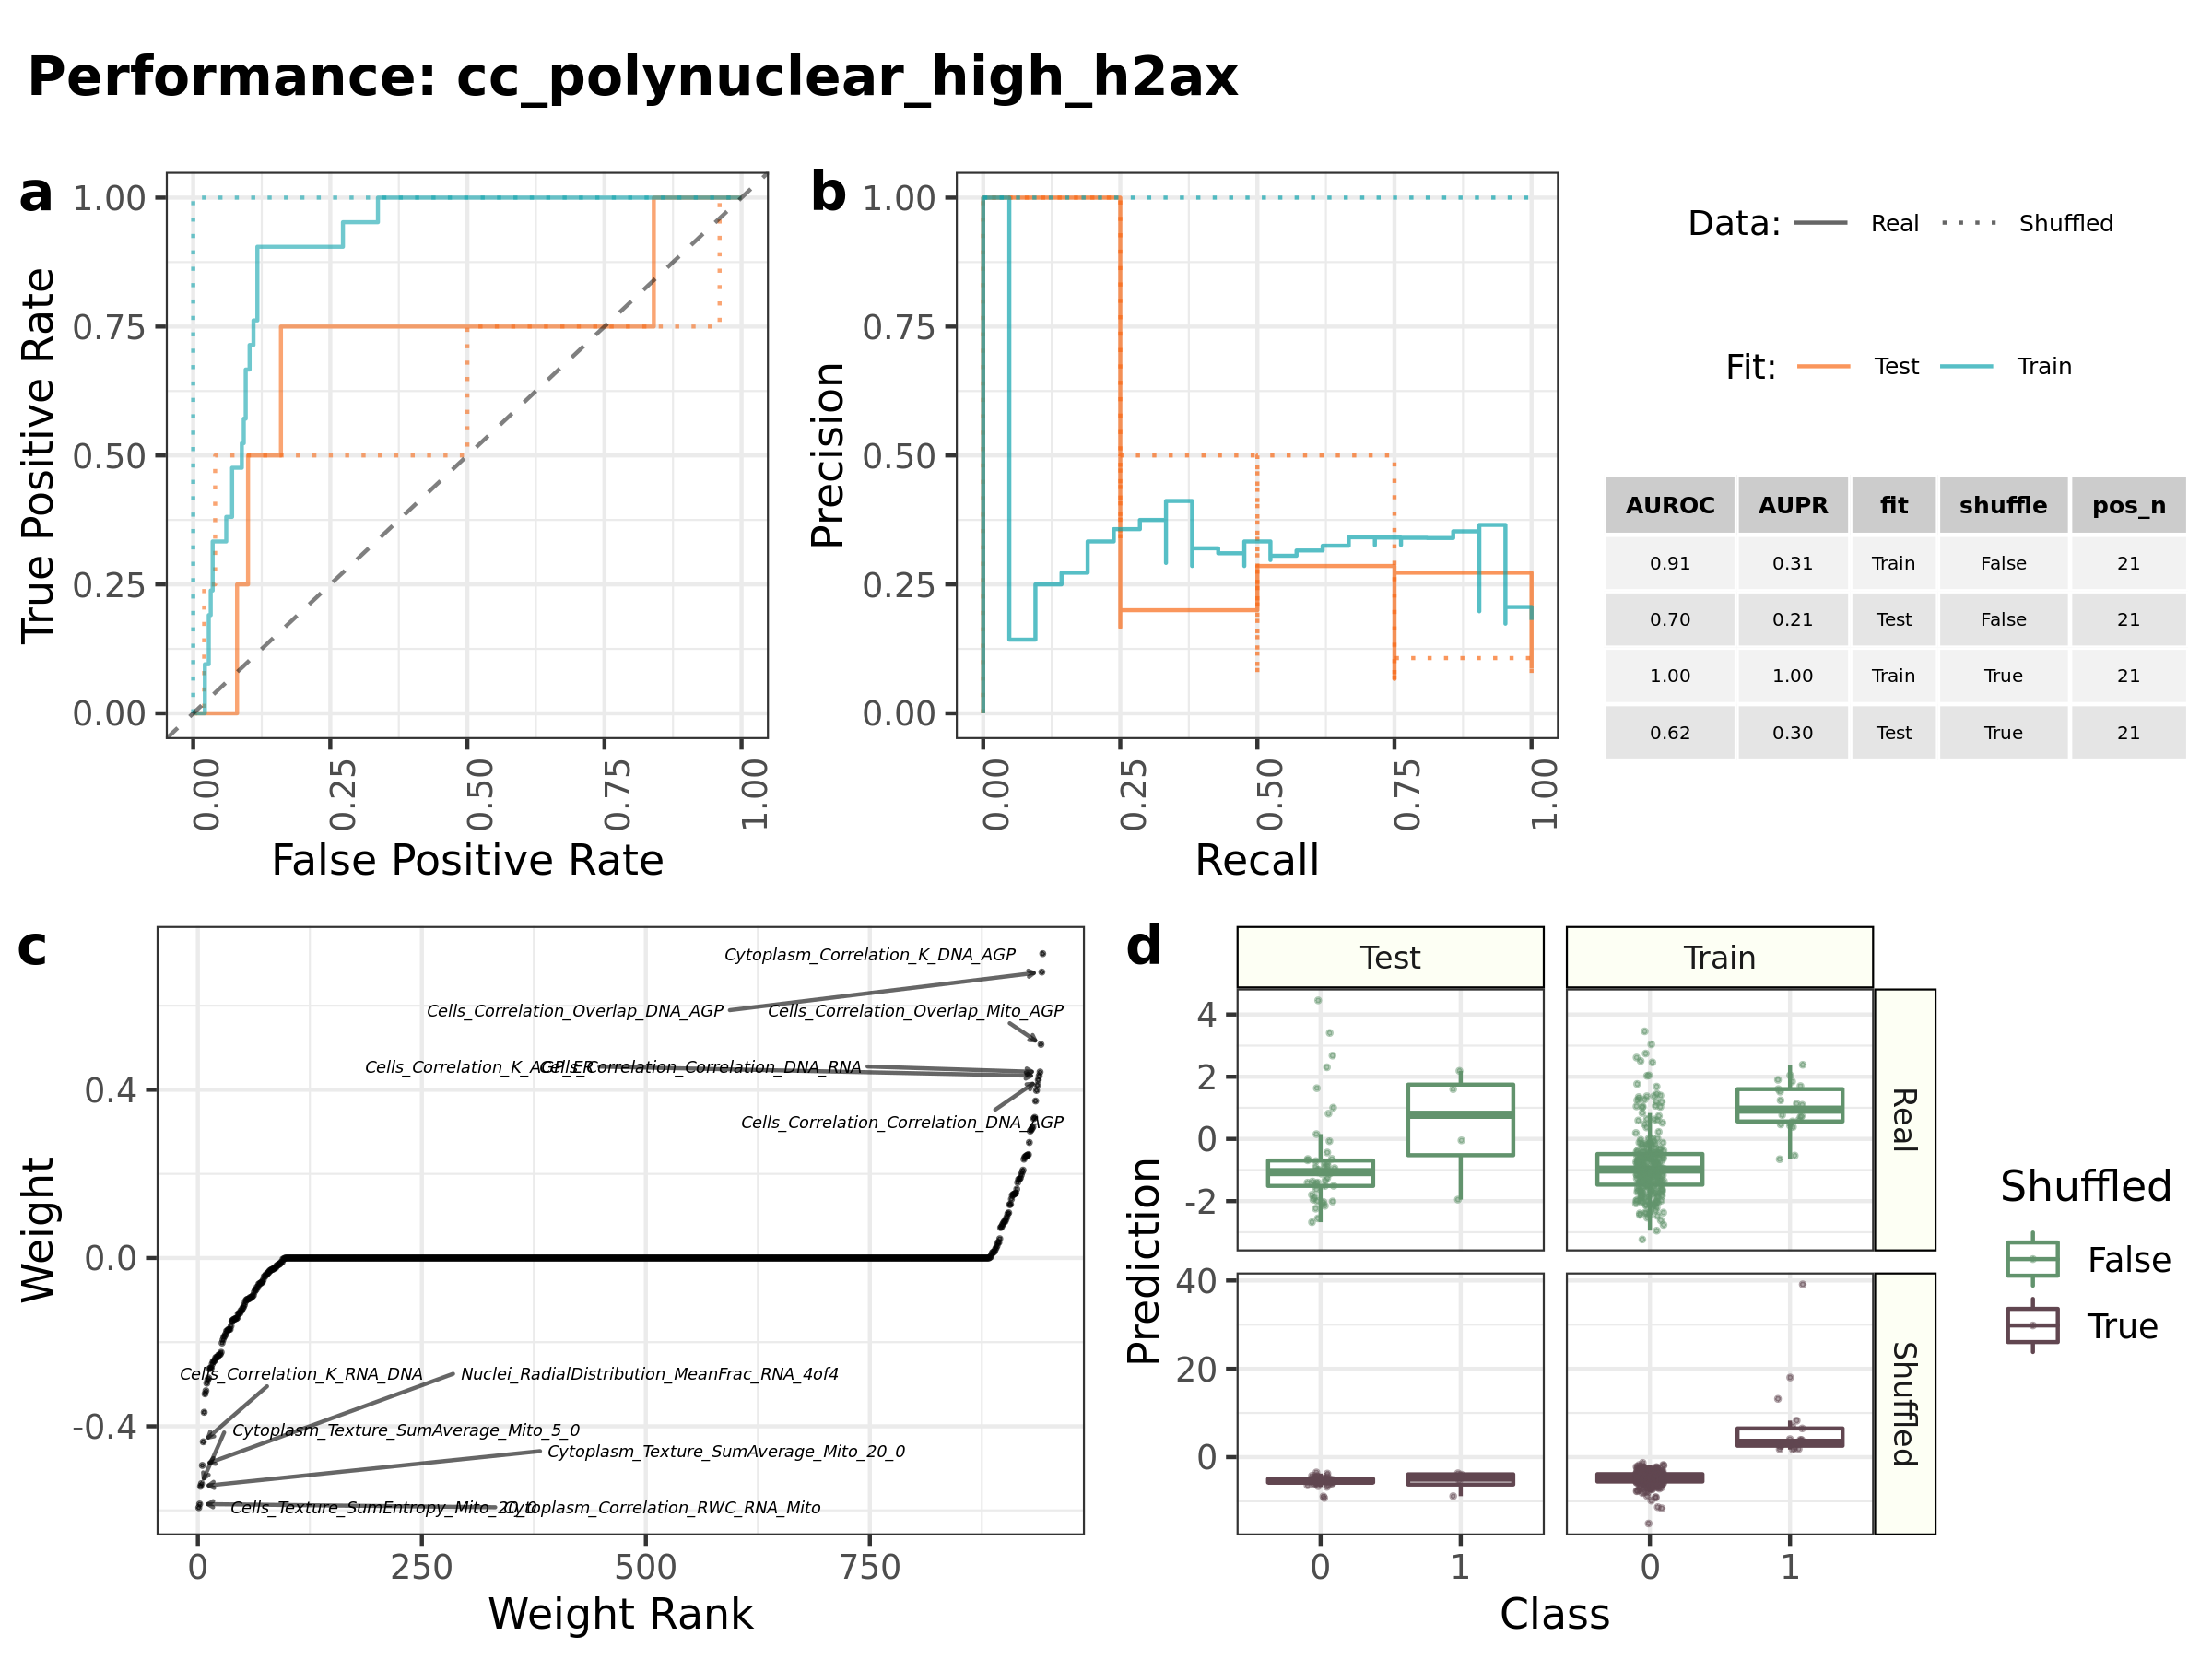 Performance: cc_polynuclear_high_h2ax
a
1.00
0.75
0.50
0.25
0.00
True Positive Rate
0.00
0.25
0.50
0.75
1.00
False Positive Rate
b
1.00
0.75
0.50
0.25
0.00
Precision
0.00
0.25
0.50
0.75
1.00
Recall
Data: Real Shuffled
Fit: Test Train
AUROC AUPR fit shuffle pos_n
0.91 0.31 Train False 21
0.70 0.21 Test False 21
1.00 1.00 Train True 21
0.62 0.30 Test True 21
c
Cytoplasm_Correlation_K_DNA_AGP
Cells_Correlation_Overlap_DNA_AGP
Cells_Correlation_Overlap_Mito_AGP
Cells_Correlation_K_AGP_ER
Cells_Correlation_Correlation_DNA_RNA
Cells_Correlation_Correlation_DNA_AGP
Cells_Correlation_K_RNA_DNA
Nuclei_RadialDistribution_MeanFrac_RNA_4of4
Cytoplasm_Texture_SumAverage_Mito_5_0
Cytoplasm_Texture_SumAverage_Mito_20_0
Cells_Texture_SumEntropy_Mito_20_0
Cytoplasm_Correlation_RWC_RNA_Mito
0.4
0.0
-0.4
Weight
0
250
500
750
Weight Rank
d
Test
Train
4
2
0
-2
Real
40
20
0
Shuffled
Prediction
0
1
0
1
Class
Shuffled
False
True